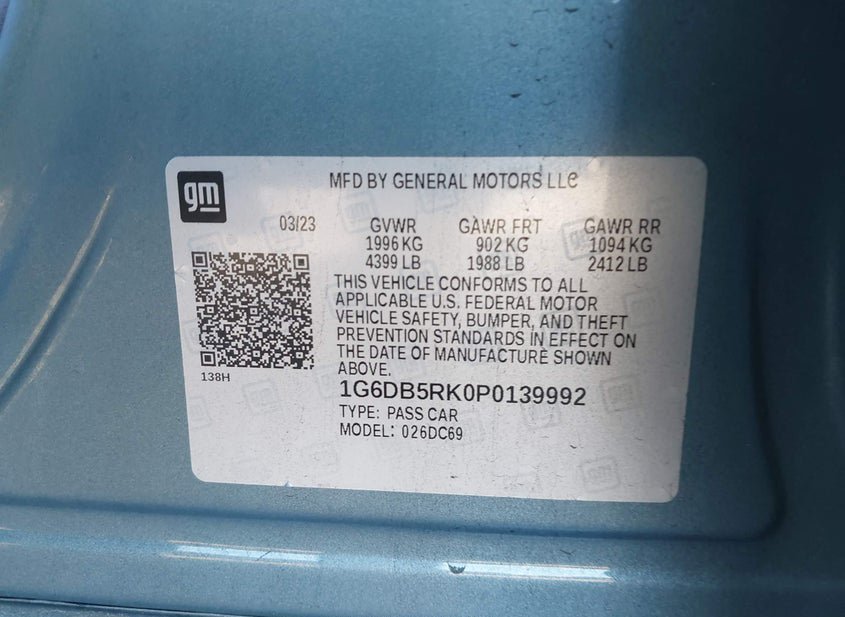 gm
MFD BY GENERAL MOTORS LLC
03/23 GVWR GAWR FRT GAWR RR
1996 KG 902 KG 1094 KG
4399 LB 1988 LB 2412 LB
THIS VEHICLE CONFORMS TO ALL
APPLICABLE U.S. FEDERAL MOTOR
VEHICLE SAFETY, BUMPER, AND THEFT
PREVENTION STANDARDS IN EFFECT ON
THE DATE OF MANUFACTURE SHOWN
ABOVE.
138H
1G6DB5RK0P0139992
TYPE: PASS CAR
MODEL: 026DC69